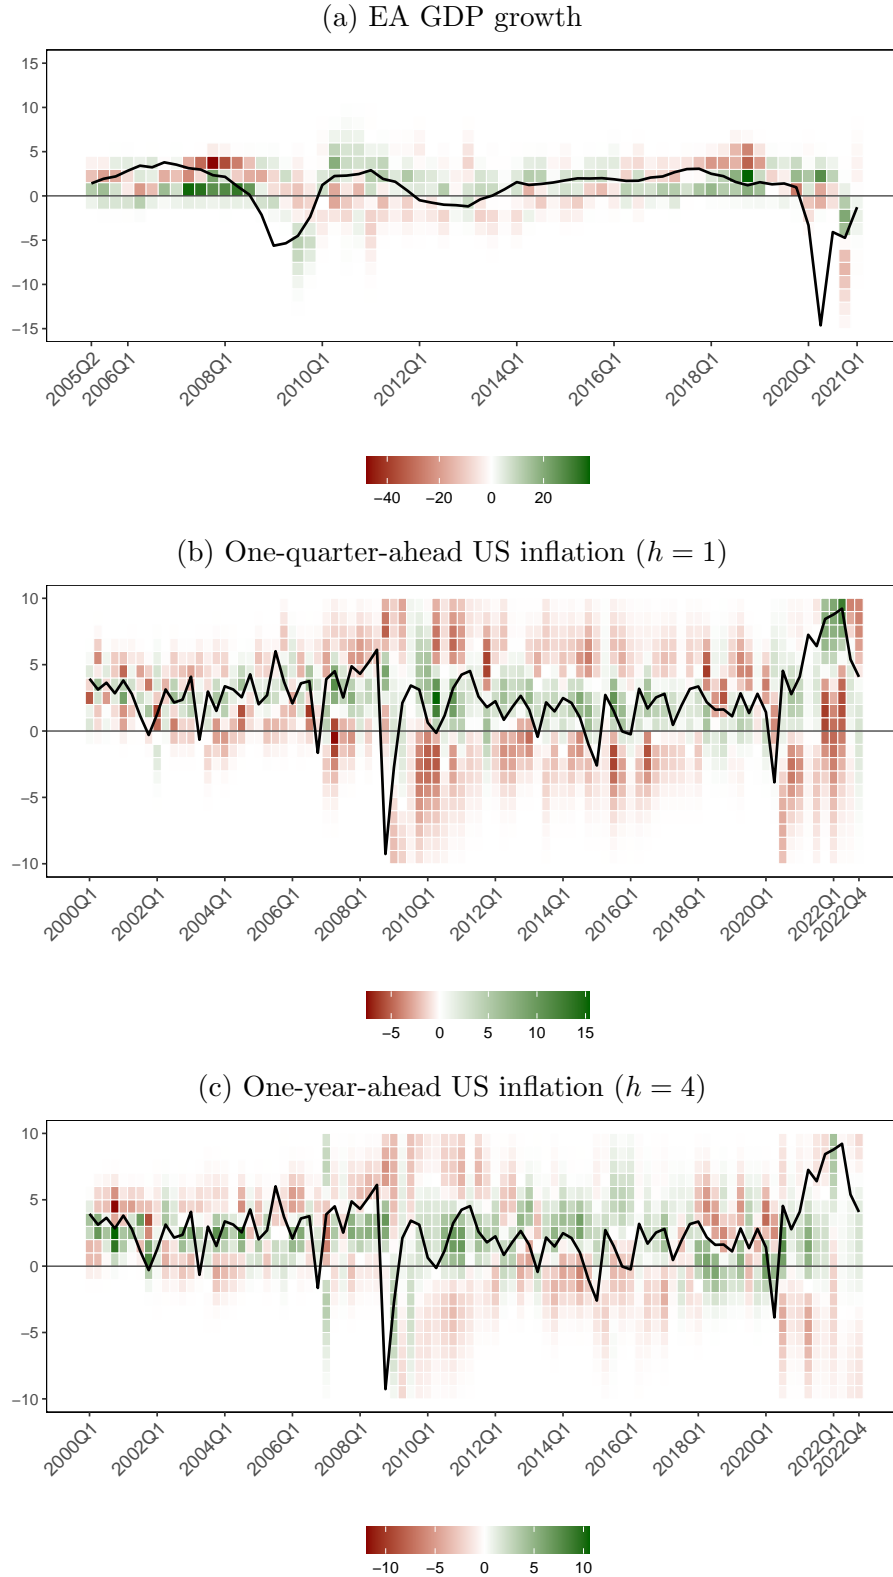 (a) EA GDP growth
15
10
5
0
−5
−10
−15
2005Q2 2006Q1 2008Q1 2010Q1 2012Q1 2014Q1 2016Q1 2018Q1 2020Q1 2021Q1
−40 −20 0 20
(b) One-quarter-ahead US inflation (h = 1)
10
5
0
−5
−10
2000Q1 2002Q1 2004Q1 2006Q1 2008Q1 2010Q1 2012Q1 2014Q1 2016Q1 2018Q1 2020Q1 2022Q1 2022Q4
−5 0 5 10 15
(c) One-year-ahead US inflation (h = 4)
10
5
0
−5
−10
2000Q1 2002Q1 2004Q1 2006Q1 2008Q1 2010Q1 2012Q1 2014Q1 2016Q1 2018Q1 2020Q1 2022Q1 2022Q4
−10 −5 0 5 10